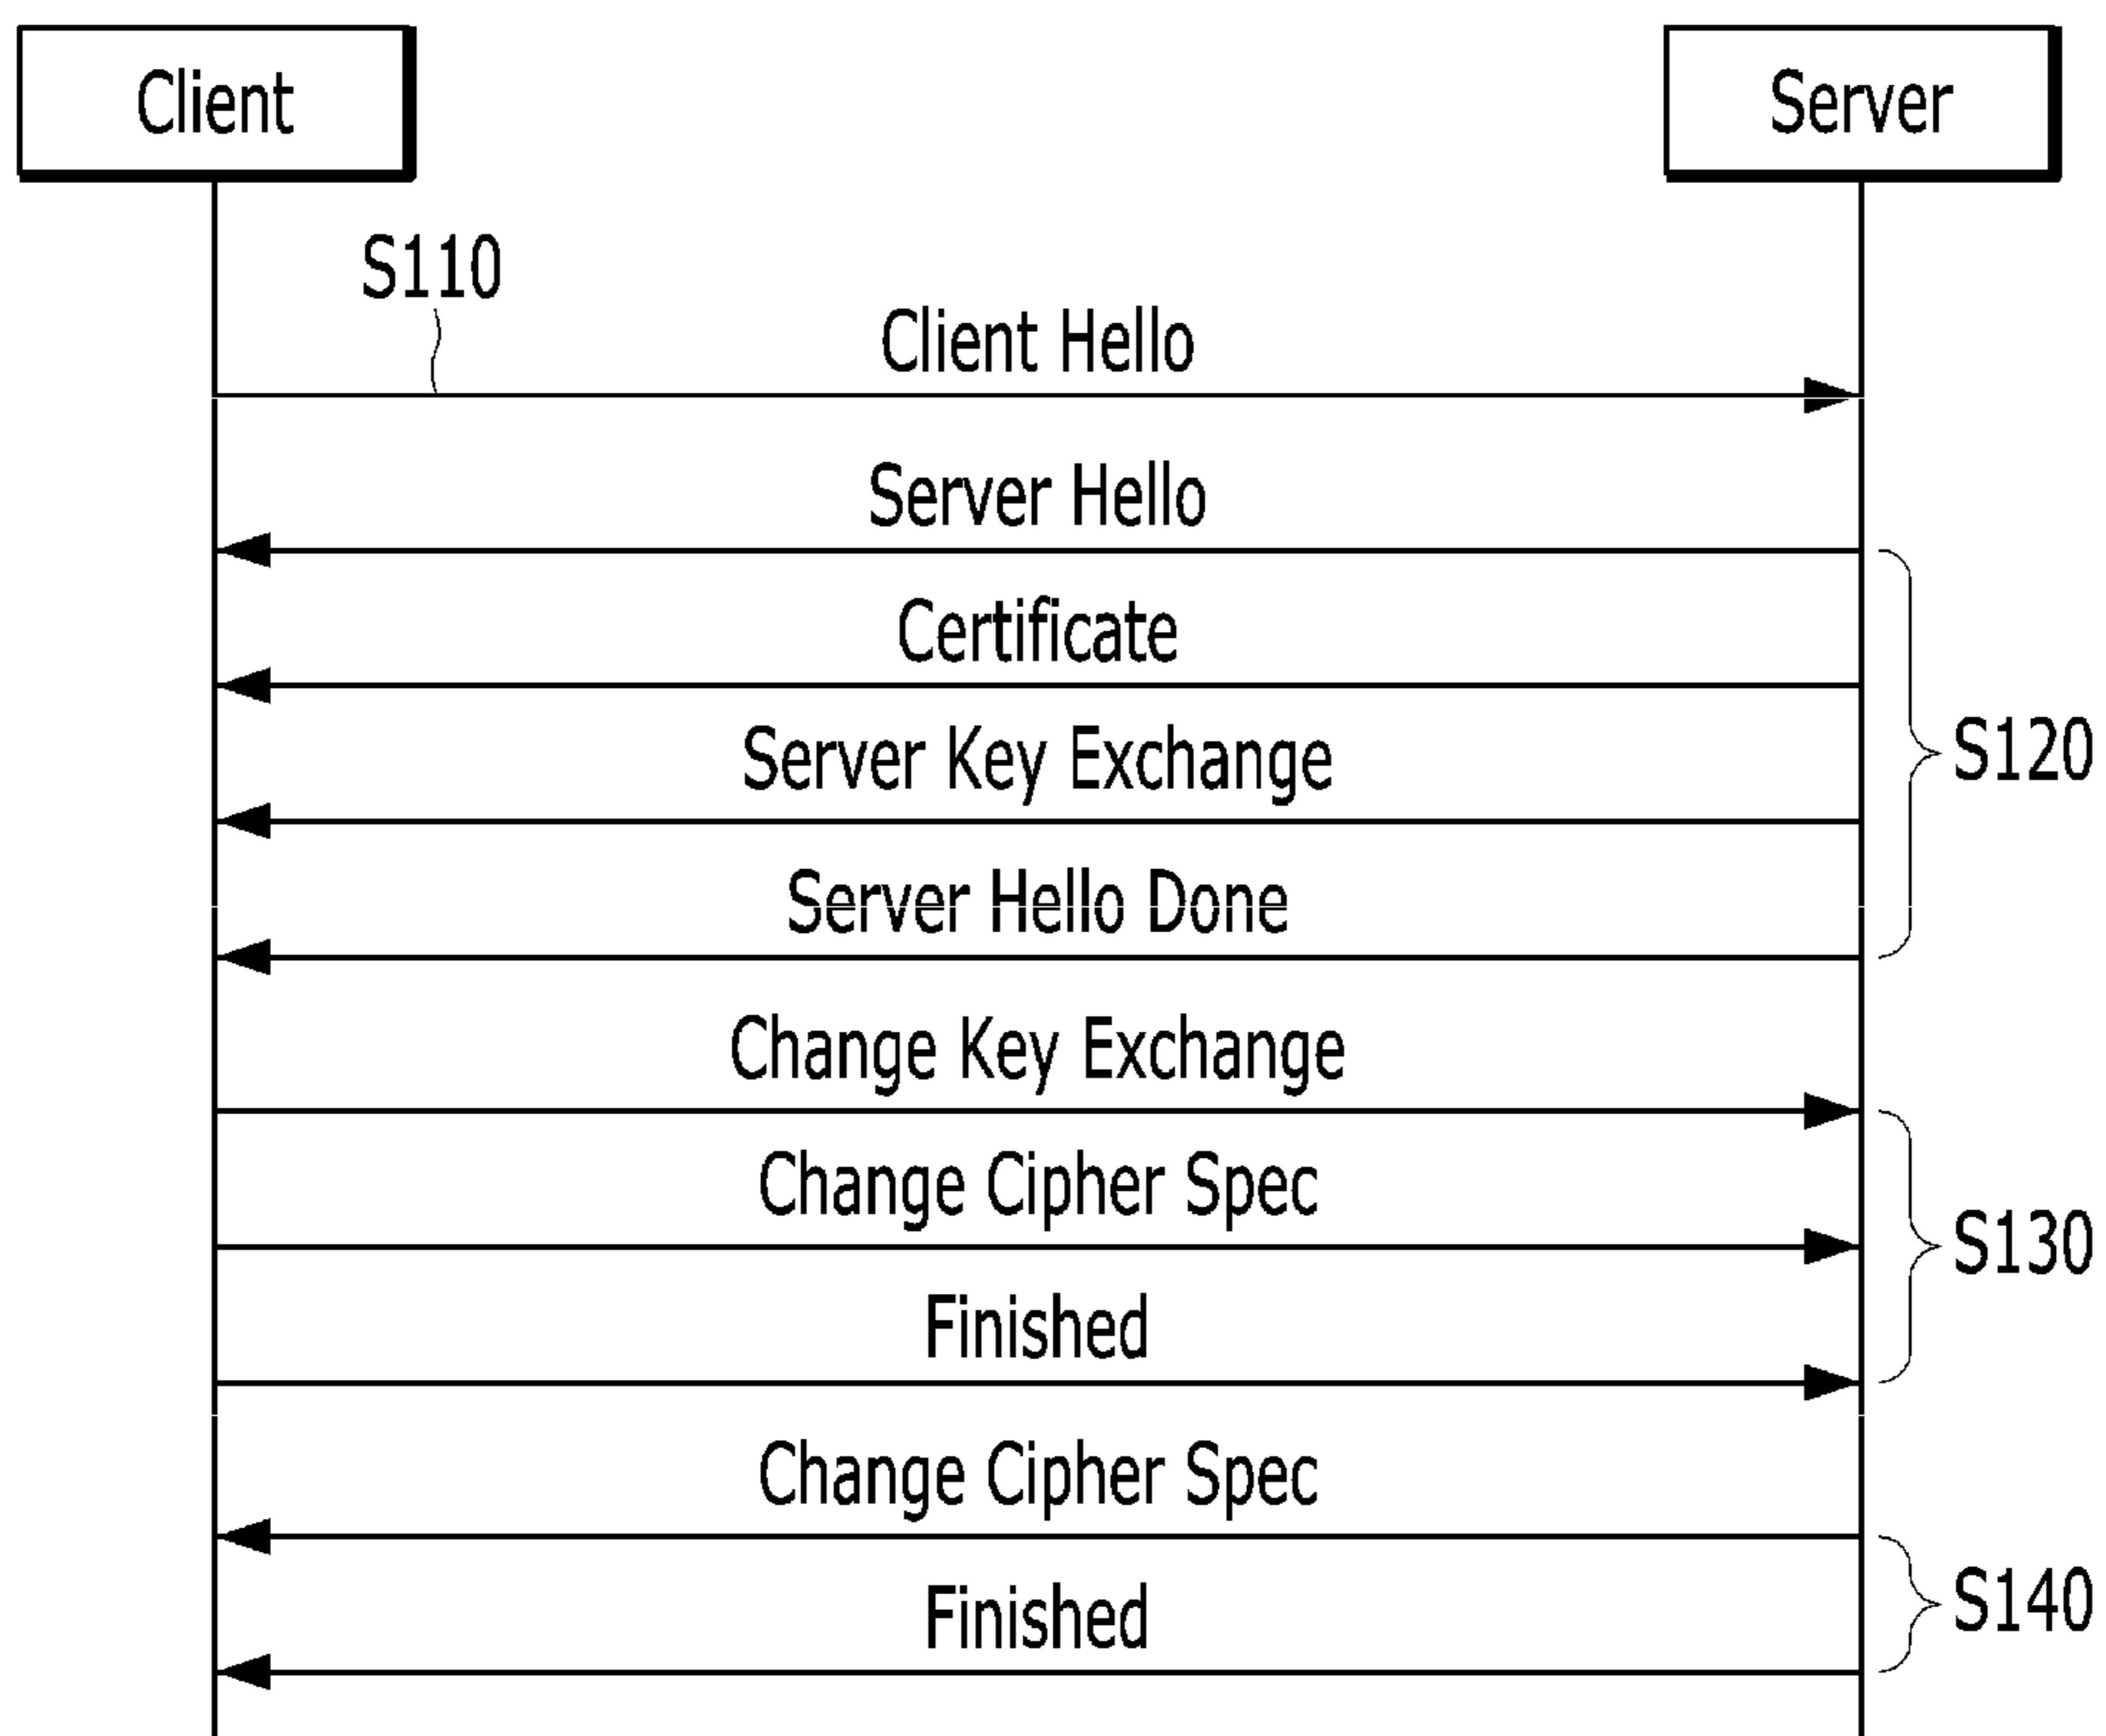 Client
Server
S110
Client Hello
Server Hello
Certificate
Server Key Exchange
S120
Server Hello Done
Change Key Exchange
Change Cipher Spec
S130
Finished
Change Cipher Spec
S140
Finished